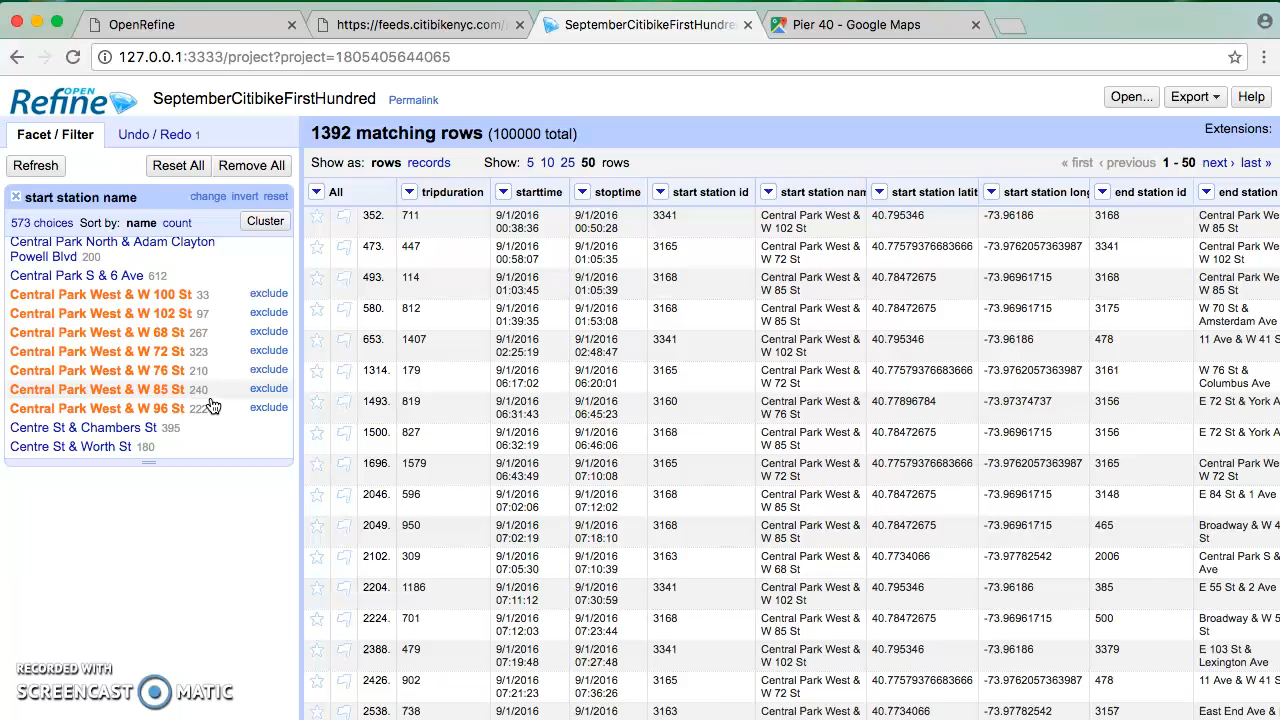 OpenRefine
https://feeds.citibikenyc.com/
SeptemberCitibikeFirstHundre
Pier 40 - Google Maps
127.0.0.1:3333/project?project=1805405644065
OPEN
Refine
SeptemberCitibikeFirstHundred
Permalink
Open...
Export
Help
Facet / Filter
Undo / Redo 1
1392 matching rows (100000 total)
Extensions:
Refresh
Reset All
Remove All
Show as: rows records
Show: 5 10 25 50 rows
« first ‹ previous 1 - 50 next › last »
start station name
change invert reset
573 choices Sort by: name count
Cluster
Central Park North & Adam Clayton
Powell Blvd 200
Central Park S & 6 Ave 612
Central Park West & W 100 St 33 exclude
Central Park West & W 102 St 97 exclude
Central Park West & W 68 St 267 exclude
Central Park West & W 72 St 323 exclude
Central Park West & W 76 St 210 exclude
Central Park West & W 85 St 240 exclude
Central Park West & W 96 St 222 exclude
Centre St & Chambers St 395
Centre St & Worth St 180
All tripduration starttime stoptime start station id start station nam start station latit start station long end station id end station
352. 711 9/1/2016 9/1/2016 3341 Central Park West & 40.795346 -73.96186 3168 Central Park We
00:38:36 00:50:28 W 102 St W 85 St
473. 447 9/1/2016 9/1/2016 3165 Central Park West & 40.77579376683666 -73.9762057363987 3341 Central Park We
00:58:07 01:05:35 W 72 St W 102 St
493. 114 9/1/2016 9/1/2016 3168 Central Park West & 40.78472675 -73.96961715 3168 Central Park We
01:03:45 01:05:39 W 85 St W 85 St
580. 812 9/1/2016 9/1/2016 3168 Central Park West & 40.78472675 -73.96961715 3175 W 70 St &
01:39:35 01:53:08 W 85 St Amsterdam Ave
653. 1407 9/1/2016 9/1/2016 3341 Central Park West & 40.795346 -73.96186 478 11 Ave & W 41 S
02:25:19 02:48:47 W 102 St
1314. 179 9/1/2016 9/1/2016 3165 Central Park West & 40.77579376683666 -73.9762057363987 3161 W 76 St &
06:17:02 06:20:01 W 72 St Columbus Ave
1493. 819 9/1/2016 9/1/2016 3160 Central Park West & 40.77896784 -73.97374737 3156 E 72 St & York A
06:31:43 06:45:23 W 76 St
1500. 827 9/1/2016 9/1/2016 3168 Central Park West & 40.78472675 -73.96961715 3156 E 72 St & York A
06:32:19 06:46:06 W 85 St
1696. 1579 9/1/2016 9/1/2016 3165 Central Park West & 40.77579376683666 -73.9762057363987 3165 Central Park We
06:43:49 07:10:08 W 72 St W 72 St
2046. 596 9/1/2016 9/1/2016 3168 Central Park West & 40.78472675 -73.96961715 3148 E 84 St & 1 Ave
07:02:06 07:12:02 W 85 St
2049. 950 9/1/2016 9/1/2016 3168 Central Park West & 40.78472675 -73.96961715 465 Broadway & W 4
07:02:19 07:18:10 W 85 St St
2102. 309 9/1/2016 9/1/2016 3163 Central Park West & 40.7734066 -73.97782542 2006 Central Park S &
07:05:30 07:10:39 W 68 St Ave
2204. 1186 9/1/2016 9/1/2016 3341 Central Park West & 40.795346 -73.96186 385 E 55 St & 2 Ave
07:11:12 07:30:59 W 102 St
2224. 701 9/1/2016 9/1/2016 3168 Central Park West & 40.78472675 -73.96961715 500 Broadway & W 5
07:12:03 07:23:44 W 85 St St
2388. 479 9/1/2016 9/1/2016 3341 Central Park West & 40.795346 -73.96186 3379 E 103 St &
07:19:48 07:27:48 W 102 St Lexington Ave
2426. 902 9/1/2016 9/1/2016 3165 Central Park West & 40.77579376683666 -73.9762057363987 478 11 Ave & W 41 S
07:21:23 07:36:26 W 72 St
2538. 738 9/1/2016 9/1/2016 3163 Central Park West & 40.7734066 -73.97782542 3157 East End Ave &
RECORDED WITH
SCREENCAST MATIC